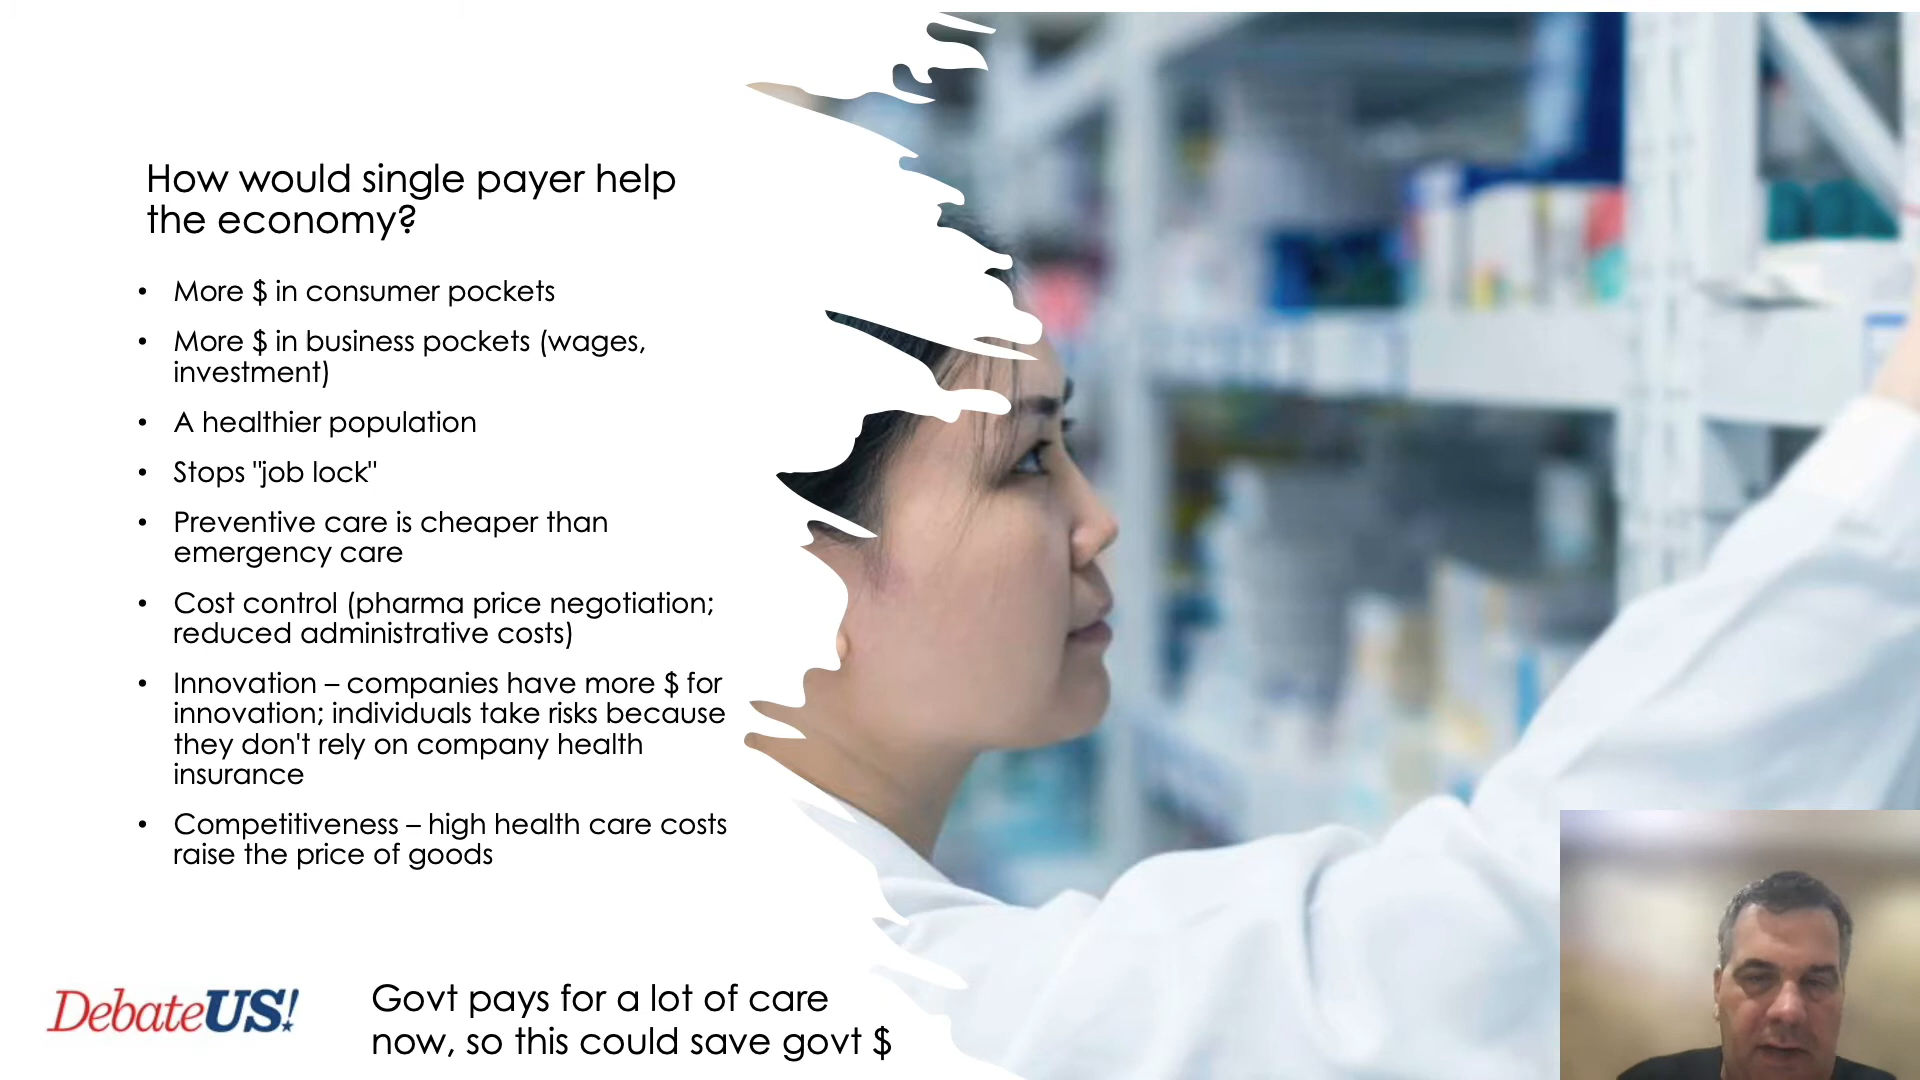 How would single payer help
the economy?
• More $ in consumer pockets
• More $ in business pockets (wages,
investment)
• A healthier population
• Stops "job lock"
• Preventive care is cheaper than
emergency care
• Cost control (pharma price negotiation;
reduced administrative costs)
• Innovation – companies have more $ for
innovation; individuals take risks because
they don't rely on company health
insurance
• Competitiveness – high health care costs
raise the price of goods
DebateUS!
Govt pays for a lot of care
now, so this could save govt $